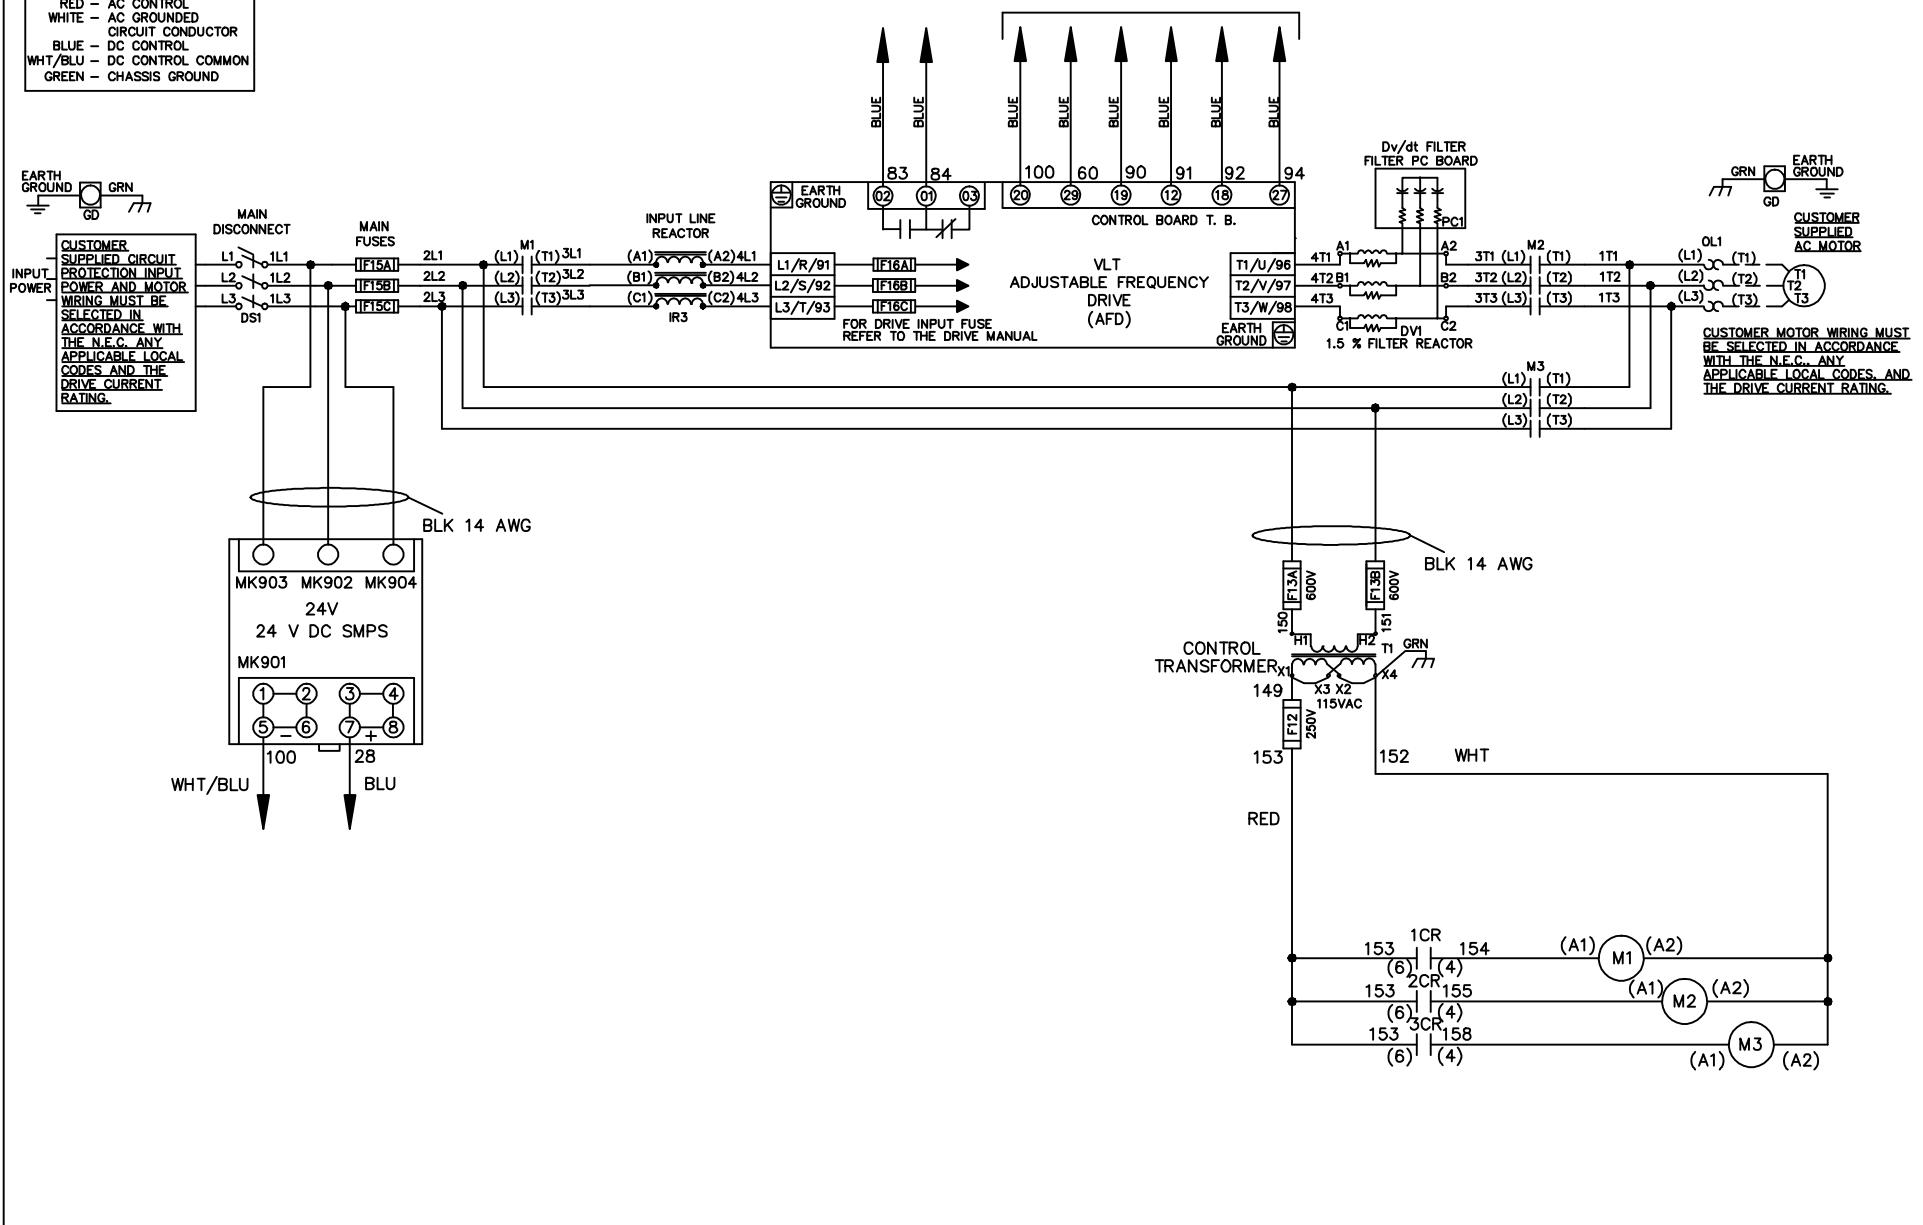 RED – AC CONTROL
WHITE – AC GROUNDED
CIRCUIT CONDUCTOR
BLUE – DC CONTROL
WHT/BLU – DC CONTROL COMMON
GREEN – CHASSIS GROUND
BLUE
BLUE
BLUE
BLUE
BLUE
BLUE
BLUE
BLUE
83
84
100
60
90
91
92
94
02
01
03
20
29
19
12
18
27
EARTH
GROUND
CONTROL BOARD T. B.
EARTH
GROUND
GRN
GD
CUSTOMER
SUPPLIED CIRCUIT
PROTECTION INPUT
POWER AND MOTOR
WIRING MUST BE
SELECTED IN
ACCORDANCE WITH
THE N.E.C. ANY
APPLICABLE LOCAL
CODES AND THE
DRIVE CURRENT
RATING.
INPUT
POWER
MAIN
DISCONNECT
L1 1L1
L2 1L2
L3 1L3
DS1
MAIN
FUSES
F15A
F15B
F15C
2L1
2L2
2L3
M1
(L1) (T1) 3L1
(L2) (T2) 3L2
(L3) (T3) 3L3
INPUT LINE
REACTOR
(A1) (A2) 4L1
(B1) (B2) 4L2
(C1) (C2) 4L3
IR3
L1/R/91
L2/S/92
L3/T/93
F16A
F16B
F16C
FOR DRIVE INPUT FUSE
REFER TO THE DRIVE MANUAL
VLT
ADJUSTABLE FREQUENCY
DRIVE
(AFD)
T1/U/96
T2/V/97
T3/W/98
EARTH
GROUND
Dv/dt FILTER
FILTER PC BOARD
PC1
4T1 A1 A2
4T2 B1 B2
4T3 C1 C2
DV1
1.5 % FILTER REACTOR
M2
3T1 (L1) (T1) 1T1
3T2 (L2) (T2) 1T2
3T3 (L3) (T3) 1T3
OL1
(L1) (T1)
(L2) (T2)
(L3) (T3)
T1
T2
T3
GRN
EARTH
GROUND
GD
CUSTOMER
SUPPLIED
AC MOTOR
CUSTOMER MOTOR WIRING MUST
BE SELECTED IN ACCORDANCE
WITH THE N.E.C., ANY
APPLICABLE LOCAL CODES, AND
THE DRIVE CURRENT RATING.
M3
(L1) (T1)
(L2) (T2)
(L3) (T3)
BLK 14 AWG
MK903 MK902 MK904
24V
24 V DC SMPS
MK901
1 2 3 4
5 6 7 8
– +
100
28
WHT/BLU
BLU
BLK 14 AWG
F13A
600V
F13B
600V
150
151
H1 H2
T1
GRN
CONTROL
TRANSFORMER
X1
X3 X2
X4
115VAC
149
F12
250V
153
152
WHT
RED
1CR
153 154
(6) (4)
(A1) M1 (A2)
2CR
153 155
(6) (4)
(A1) M2 (A2)
3CR
153 158
(6) (4)
(A1) M3 (A2)